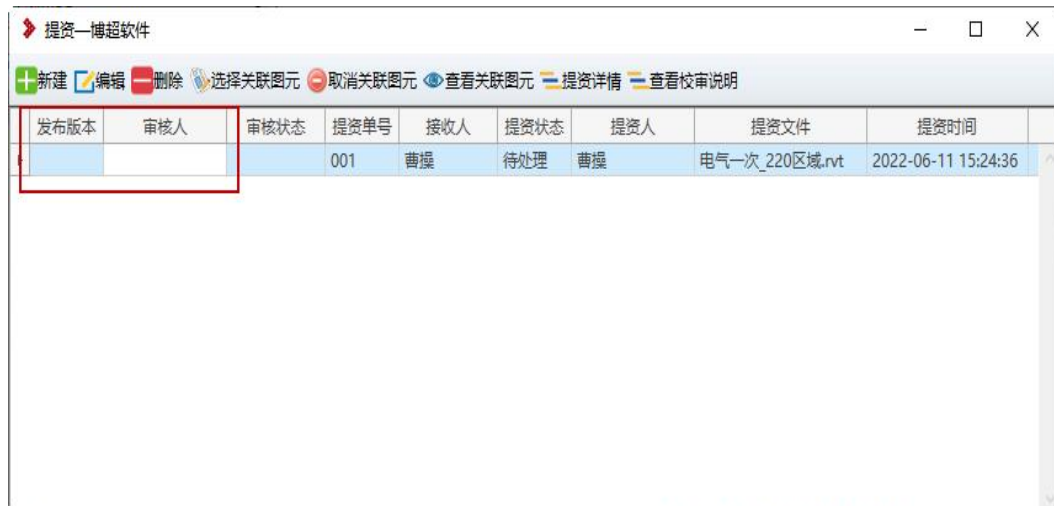 提资—博超软件
新建 编辑 删除 选择关联图元 取消关联图元 查看关联图元 提资详情 查看校审说明
发布版本 审核人 审核状态 提资单号 接收人 提资状态 提资人 提资文件 提资时间
001 曹操 待处理 曹操 电气一次_220区域.rvt 2022-06-11 15:24:36